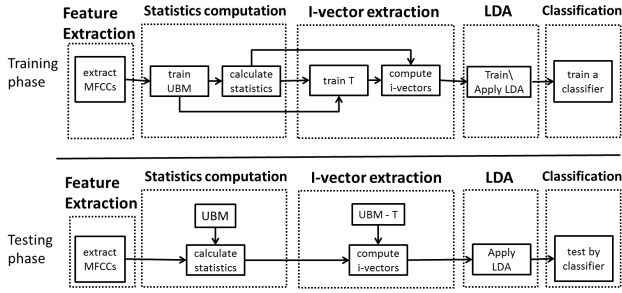 Feature
Extraction
Statistics computation
I-vector extraction
LDA
Classification
Training
phase
extract
MFCCs
train
UBM
calculate
statistics
train T
compute
i-vectors
Train\
Apply LDA
train a
classifier
Feature
Extraction
Statistics computation
I-vector extraction
LDA
Classification
Testing
phase
extract
MFCCs
UBM
calculate
statistics
UBM - T
compute
i-vectors
Apply
LDA
test by
classifier